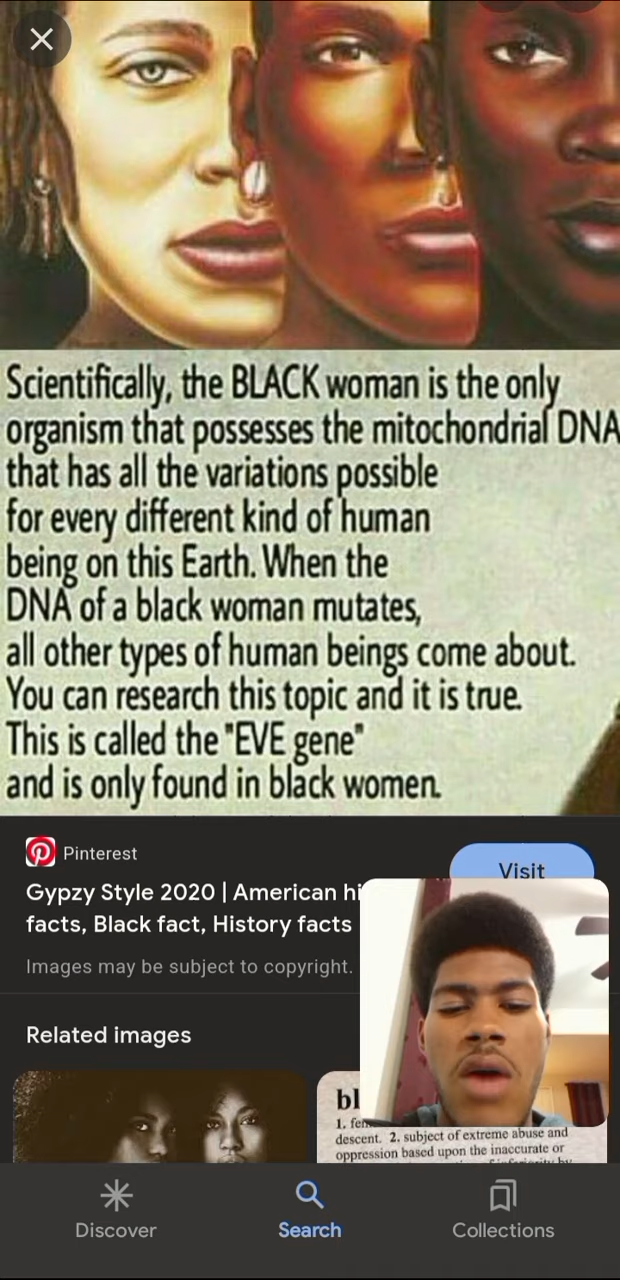 Scientifically, the BLACK woman is the only
organism that possesses the mitochondrial DNA
that has all the variations possible
for every different kind of human
being on this Earth. When the
DNA of a black woman mutates,
all other types of human beings come about.
You can research this topic and it is true.
This is called the "EVE gene"
and is only found in black women.
Pinterest
Visit
Gypzy Style 2020 | American hi
facts, Black fact, History facts
Images may be subject to copyright.
Related images
bl
1. fem
descent. 2. subject of extreme abuse and
oppression based upon the inaccurate or
Discover
Search
Collections